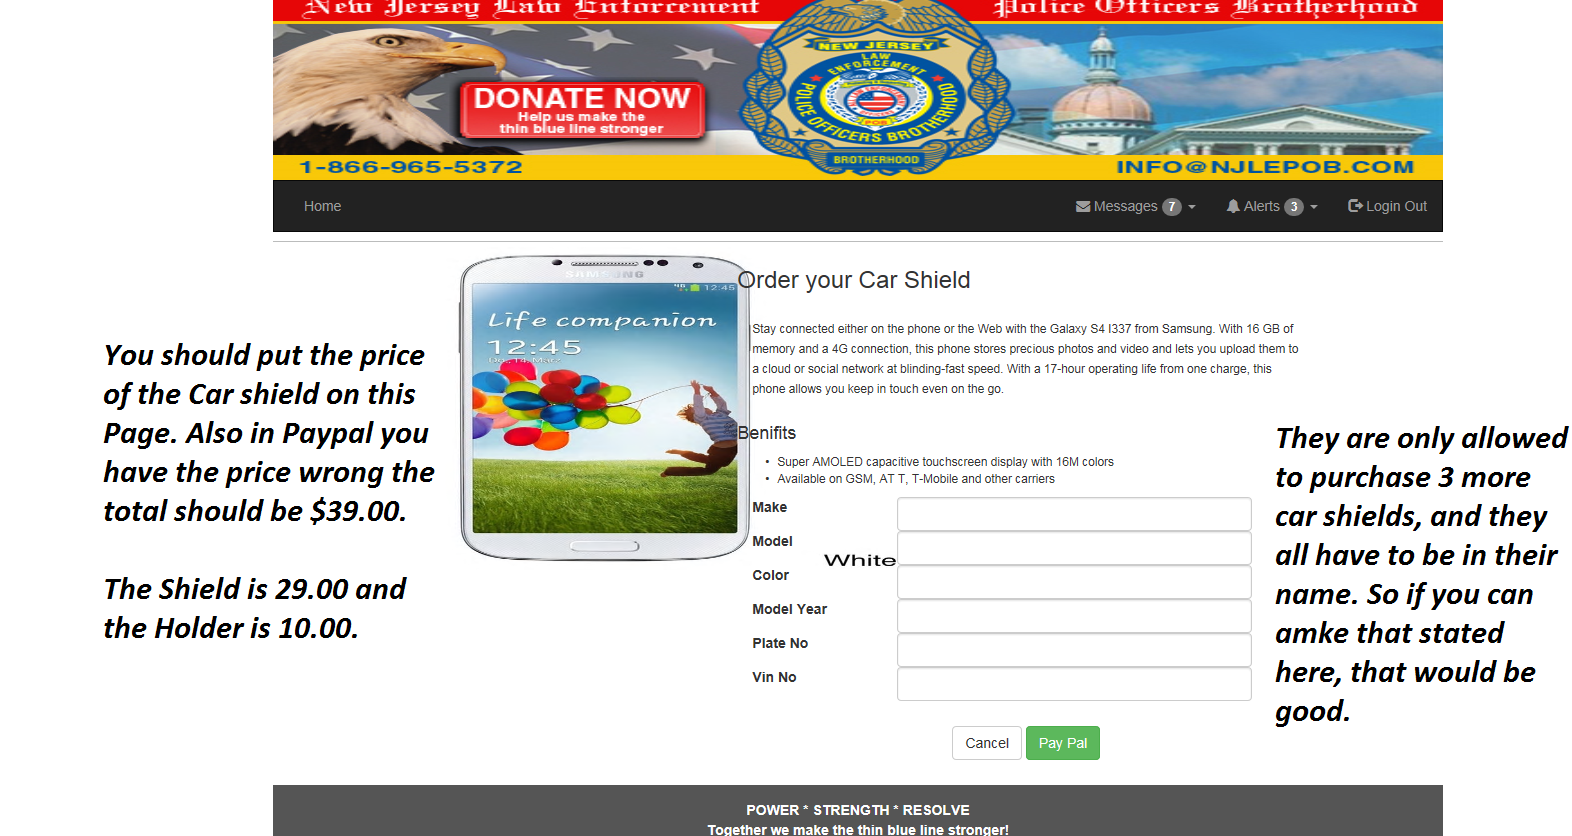 New Jersey Law Enforcement
Police Officers Brotherhood
DONATE NOW
Help us make the
thin blue line stronger
NEW JERSEY
LAW
ENFORCEMENT
POLICE OFFICERS BROTHERHOOD
POB
BROTHERHOOD
1-866-965-5372
INFO@NJLEPOB.COM
Home
Messages 7
Alerts 3
Login Out
SAMSUNG
4G 12:45
Life companion
12:45
Order your Car Shield
Stay connected either on the phone or the Web with the Galaxy S4 I337 from Samsung. With 16 GB of
memory and a 4G connection, this phone stores precious photos and video and lets you upload them to
a cloud or social network at blinding-fast speed. With a 17-hour operating life from one charge, this
phone allows you keep in touch even on the go.
Benifits
Super AMOLED capacitive touchscreen display with 16M colors
Available on GSM, AT T, T-Mobile and other carriers
Make
Model
White
Color
Model Year
Plate No
Vin No
Cancel
Pay Pal
You should put the price
of the Car shield on this
Page. Also in Paypal you
have the price wrong the
total should be $39.00.
The Shield is 29.00 and
the Holder is 10.00.
They are only allowed
to purchase 3 more
car shields, and they
all have to be in their
name. So if you can
amke that stated
here, that would be
good.
POWER * STRENGTH * RESOLVE
Together we make the thin blue line stronger!